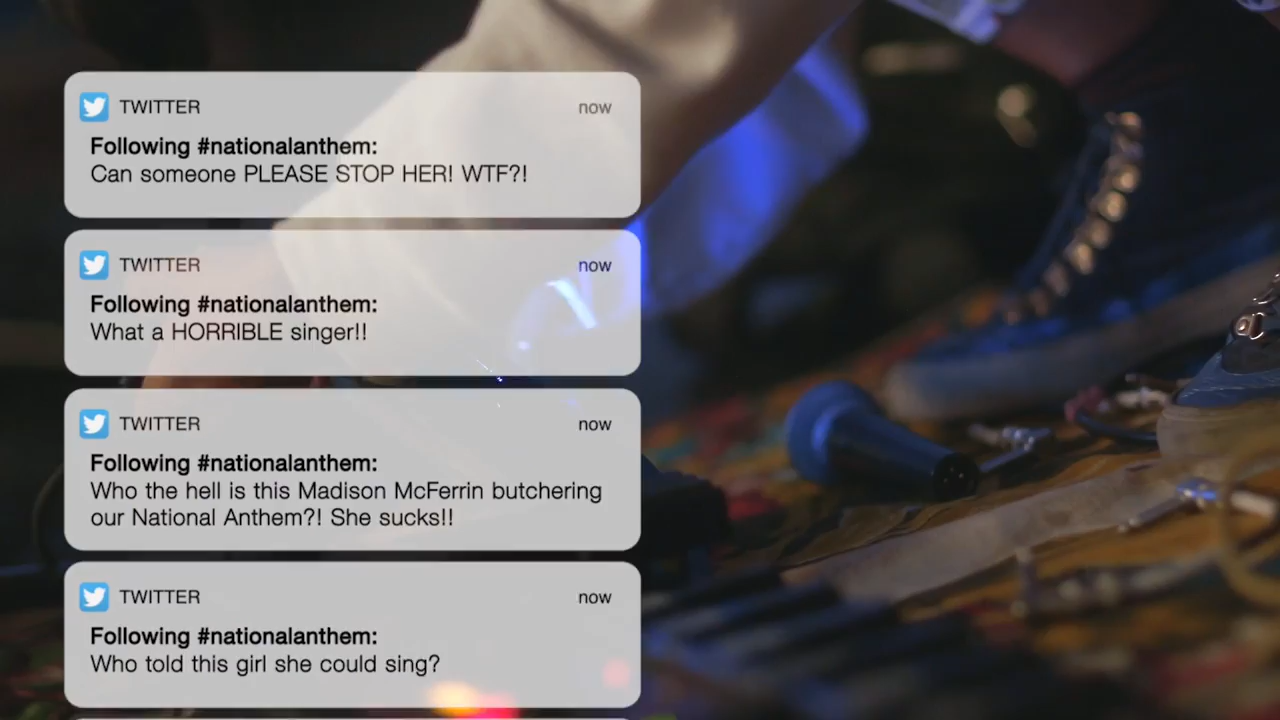 TWITTER now
Following #nationalanthem:
Can someone PLEASE STOP HER! WTF?!
TWITTER now
Following #nationalanthem:
What a HORRIBLE singer!!
TWITTER now
Following #nationalanthem:
Who the hell is this Madison McFerrin butchering
our National Anthem?! She sucks!!
TWITTER now
Following #nationalanthem:
Who told this girl she could sing?